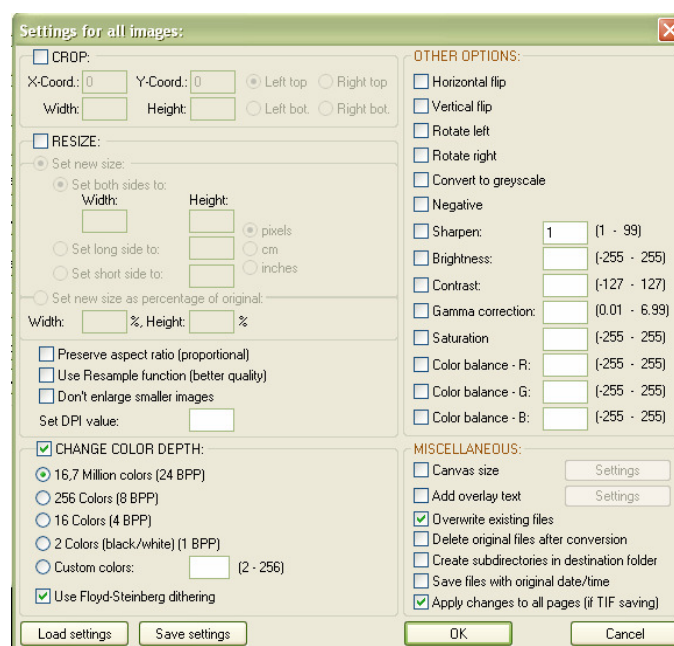 Settings for all images:
CROP:
X-Coord.: 0 Y-Coord.: 0 Left top Right top
Width: Height: Left bot. Right bot.
RESIZE:
Set new size:
Set both sides to:
Width: Height:
pixels
Set long side to: cm
Set short side to: inches
Set new size as percentage of original:
Width: %, Height: %
Preserve aspect ratio (proportional)
Use Resample function (better quality)
Don't enlarge smaller images
Set DPI value:
CHANGE COLOR DEPTH:
16,7 Million colors (24 BPP)
256 Colors (8 BPP)
16 Colors (4 BPP)
2 Colors (black/white) (1 BPP)
Custom colors: (2 - 256)
Use Floyd-Steinberg dithering
Load settings Save settings
OTHER OPTIONS:
Horizontal flip
Vertical flip
Rotate left
Rotate right
Convert to greyscale
Negative
Sharpen: 1 (1 - 99)
Brightness: (-255 - 255)
Contrast: (-127 - 127)
Gamma correction: (0.01 - 6.99)
Saturation (-255 - 255)
Color balance - R: (-255 - 255)
Color balance - G: (-255 - 255)
Color balance - B: (-255 - 255)
MISCELLANEOUS:
Canvas size Settings
Add overlay text Settings
Overwrite existing files
Delete original files after conversion
Create subdirectories in destination folder
Save files with original date/time
Apply changes to all pages (if TIF saving)
OK Cancel